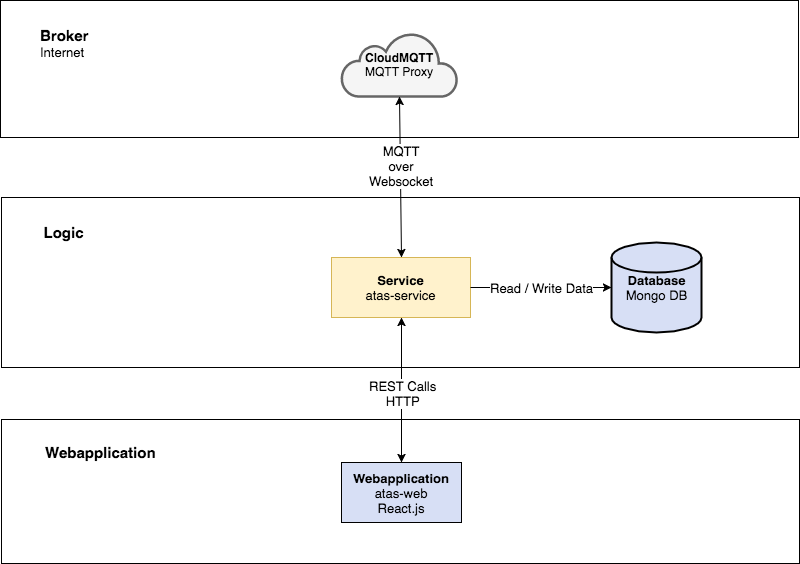 Broker
Internet
CloudMQTT
MQTT Proxy
MQTT
over
Websocket
Logic
Service
atas-service
Read / Write Data
Database
Mongo DB
REST Calls
HTTP
Webapplication
Webapplication
atas-web
React.js